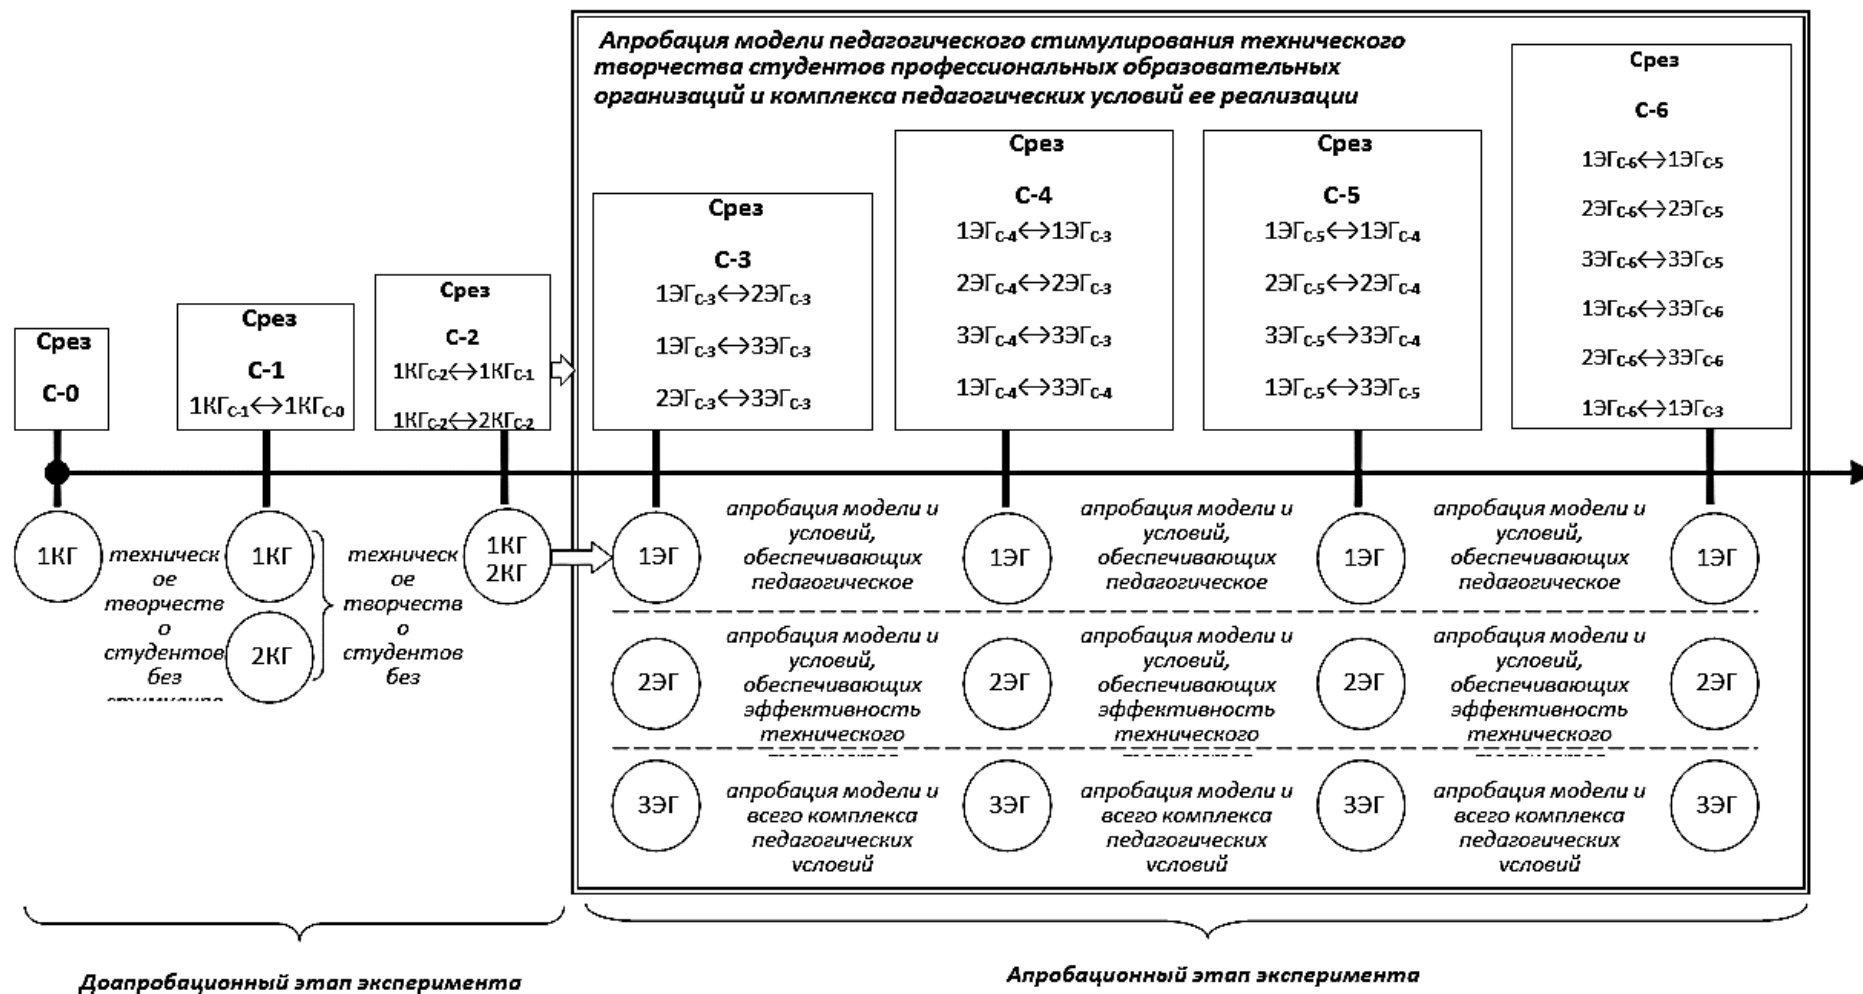 Апробация модели педагогического стимулирования технического
творчества студентов профессиональных образовательных
организаций и комплекса педагогических условий ее реализации
Срез
С-0
Срез
С-1
1КГС-1↔1КГС-0
Срез
С-2
1КГС-2↔1КГС-1
1КГС-2↔2КГС-2
Срез
С-3
1ЭГС-3↔2ЭГС-3
1ЭГС-3↔3ЭГС-3
2ЭГС-3↔3ЭГС-3
Срез
С-4
1ЭГС-4↔1ЭГС-3
2ЭГС-4↔2ЭГС-3
3ЭГС-4↔3ЭГС-3
1ЭГС-4↔3ЭГС-4
Срез
С-5
1ЭГС-5↔1ЭГС-4
2ЭГС-5↔2ЭГС-4
3ЭГС-5↔3ЭГС-4
1ЭГС-5↔3ЭГС-5
Срез
С-6
1ЭГС-6↔1ЭГС-5
2ЭГС-6↔2ЭГС-5
3ЭГС-6↔3ЭГС-5
1ЭГС-6↔3ЭГС-6
2ЭГС-6↔3ЭГС-6
1ЭГС-6↔1ЭГС-3
1КГ
техническ
ое
творчеств
о
студентов
без
1КГ
2КГ
техническ
ое
творчеств
о
студентов
без
1КГ
2КГ
1ЭГ
апробация модели и
условий,
обеспечивающих
педагогическое
1ЭГ
апробация модели и
условий,
обеспечивающих
педагогическое
1ЭГ
апробация модели и
условий,
обеспечивающих
педагогическое
1ЭГ
2ЭГ
апробация модели и
условий,
обеспечивающих
эффективность
технического
2ЭГ
апробация модели и
условий,
обеспечивающих
эффективность
технического
2ЭГ
апробация модели и
условий,
обеспечивающих
эффективность
технического
2ЭГ
3ЭГ
апробация модели и
всего комплекса
педагогических
условий
3ЭГ
апробация модели и
всего комплекса
педагогических
условий
3ЭГ
апробация модели и
всего комплекса
педагогических
условий
3ЭГ
Доапробационный этап эксперимента
Апробационный этап эксперимента